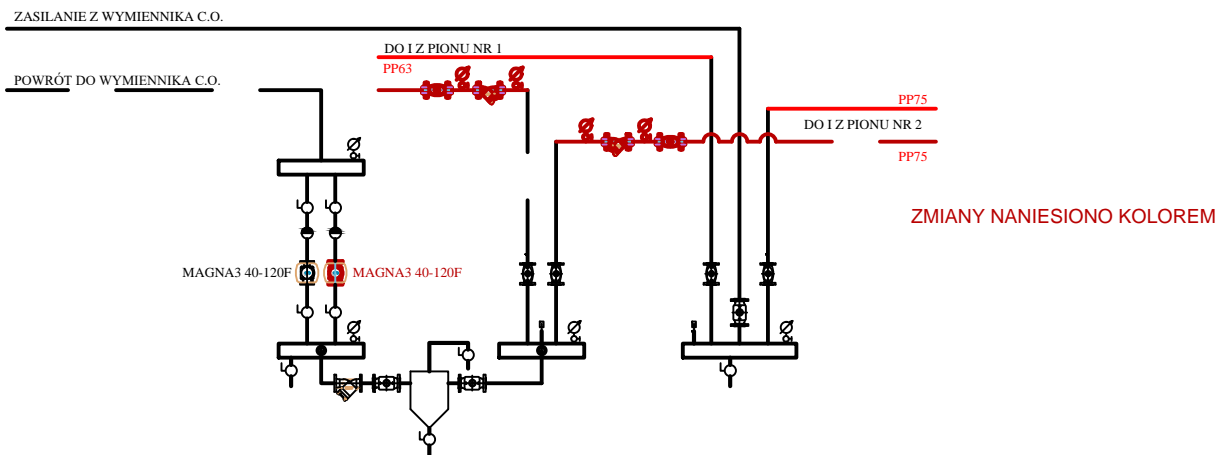 ZASILANIE Z WYMIENNIKA C.O.
DO I Z PIONU NR 1
PP63
POWRÓT DO WYMIENNIKA C.O.
PP75
DO I Z PIONU NR 2
PP75
ZMIANY NANIESIONO KOLOREM
MAGNA3 40-120F
MAGNA3 40-120F